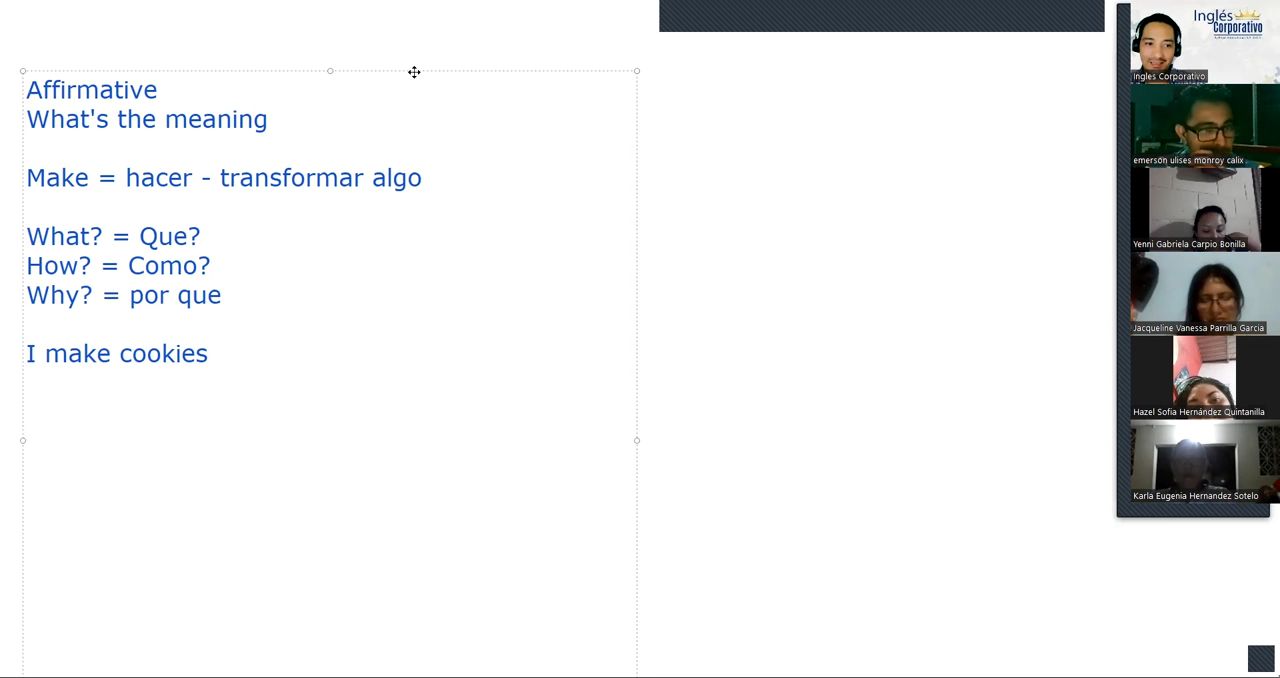 Affirmative
What's the meaning
Make = hacer - transformar algo
What? = Que?
How? = Como?
Why? = por que
I make cookies
Inglés
Corporativo
Ingles Corporativo
emerson ulises monroy calix
Yenni Gabriela Carpio Bonilla
Jacqueline Vanessa Parrilla Garcia
Hazel Sofia Hernández Quintanilla
Karla Eugenia Hernandez Sotelo